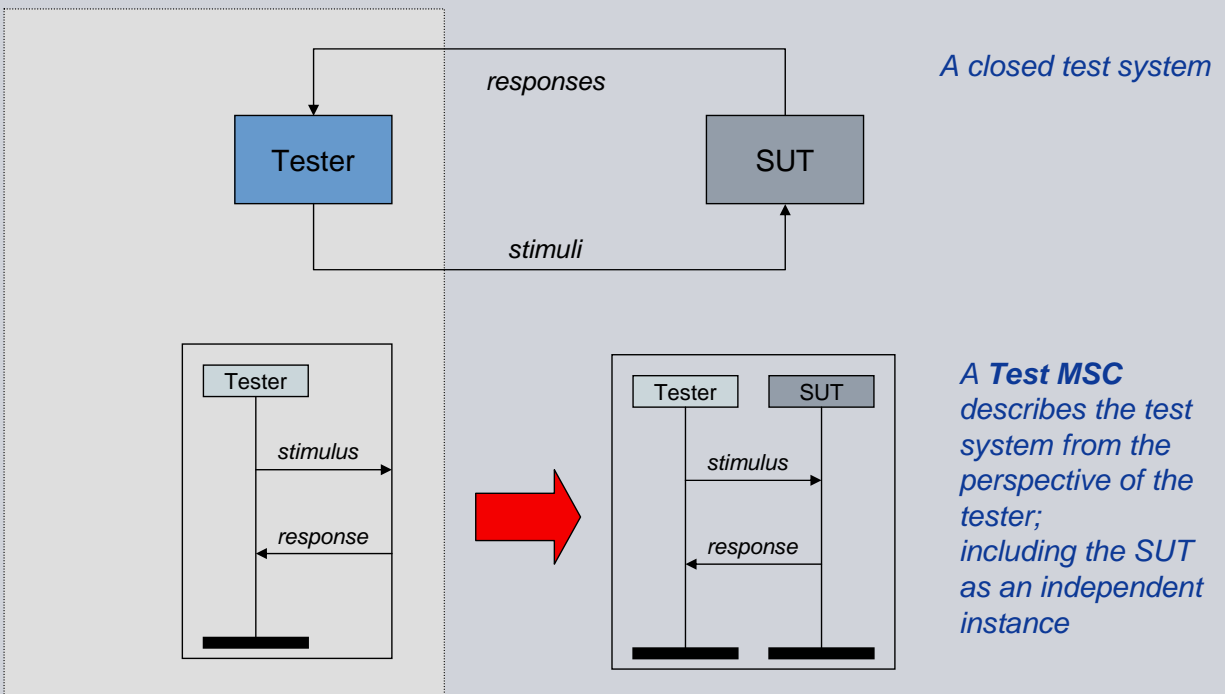 responses
A closed test system
Tester
SUT
stimuli
Tester
stimulus
response
Tester
SUT
stimulus
response
A Test MSC
describes the test
system from the
perspective of the
tester;
including the SUT
as an independent
instance